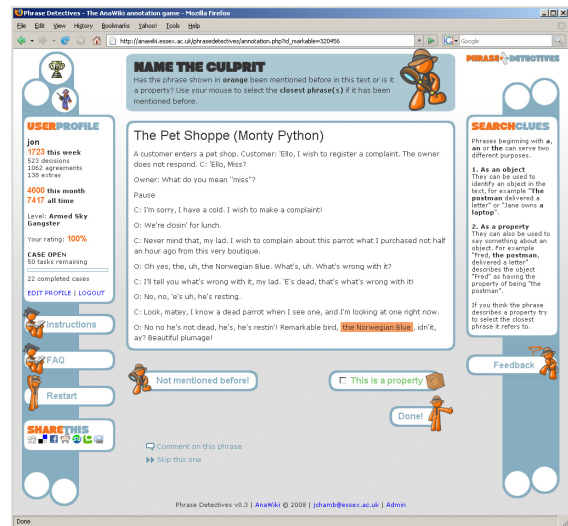 Phrase Detectives - The AnaWiki annotation game - Mozilla Firefox
File Edit View History Bookmarks Yahoo! Tools Help
http://anawiki.essex.ac.uk/phrasedetectives/annotation.php?id_markable=320456
Google
NAME THE CULPRIT
Has the phrase shown in orange been mentioned before in this text or is it
a property? Use your mouse to select the closest phrase(s) if it has been
mentioned before.
PHRASE DETECTIVES
USERPROFILE
jon
1723 this week
523 decisions
1062 agreements
138 extras
4600 this month
7417 all time
Level: Armed Sky
Gangster
Your rating: 100%
CASE OPEN
50 tasks remaining
22 completed cases
EDIT PROFILE | LOGOUT
Instructions
FAQ
Restart
SHARETHIS
The Pet Shoppe (Monty Python)
A customer enters a pet shop. Customer: 'Ello, I wish to register a complaint. The owner
does not respond. C: 'Ello, Miss?
Owner: What do you mean "miss"?
Pause
C: I'm sorry, I have a cold. I wish to make a complaint!
O: We're closin' for lunch.
C: Never mind that, my lad. I wish to complain about this parrot what I purchased not half
an hour ago from this very boutique.
O: Oh yes, the, uh, the Norwegian Blue. What's, uh. What's wrong with it?
C: I'll tell you what's wrong with it, my lad. 'E's dead, that's what's wrong with it!
O: No, no, 'e's uh, he's resting.
C: Look, matey, I know a dead parrot when I see one, and I'm looking at one right now.
O: No no he's not dead, he's, he's restin'! Remarkable bird, the Norwegian Blue, idn'it,
ay? Beautiful plumage!
Not mentioned before!
This is a property
Done!
Comment on this phrase
Skip this one
SEARCHCLUES
Phrases beginning with a,
an or the can serve two
different purposes.
1. As an object
They can be used to
identify an object in the
text, for example "The
postman delivered a
letter" or "Jane owns a
laptop".
2. As a property
They can also be used to
say something about an
object. For example
"Fred, the postman,
delivered a letter"
describes the object
"Fred" as having the
property of being "the
postman".
If you think the phrase
describes a property try
to select the closest
phrase it refers to.
Feedback
Phrase Detectives v0.3 | AnaWiki © 2008 | jchamb@essex.ac.uk | Admin
Done